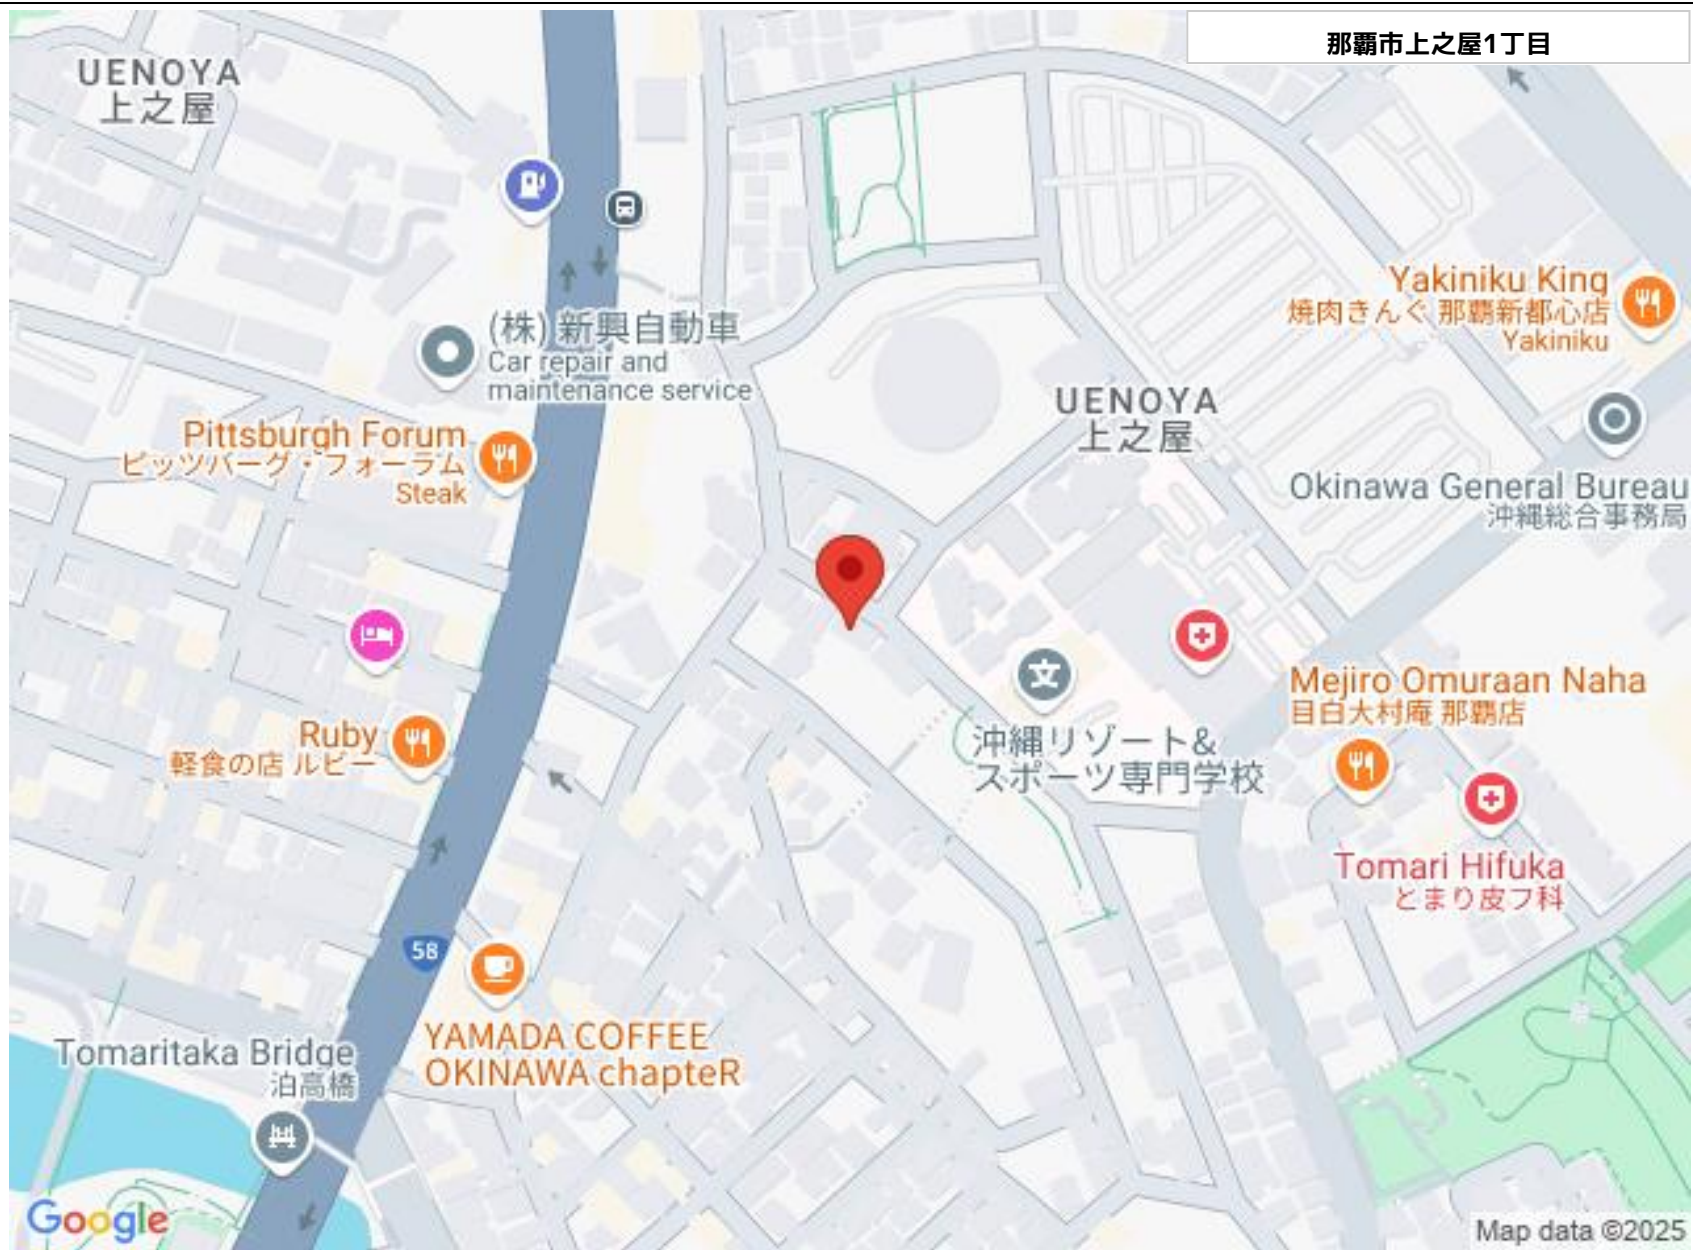 那覇市上之屋1丁目
UENOYA
上之屋
(株) 新興自動車
Car repair and
maintenance service
Yakiniku King
焼肉きんぐ 那覇新都心店
Yakiniku
UENOYA
上之屋
Pittsburgh Forum
ピッツバーグ・フォーラム
Steak
Okinawa General Bureau
沖縄総合事務局
文
Mejiro Omuraan Naha
目白大村庵 那覇店
Ruby
軽食の店 ルビー
沖縄リゾート&
スポーツ専門学校
Tomari Hifuka
とまり皮フ科
58
YAMADA COFFEE
OKINAWA chapteR
Tomaritaka Bridge
泊高橋
Google
Map data ©2025